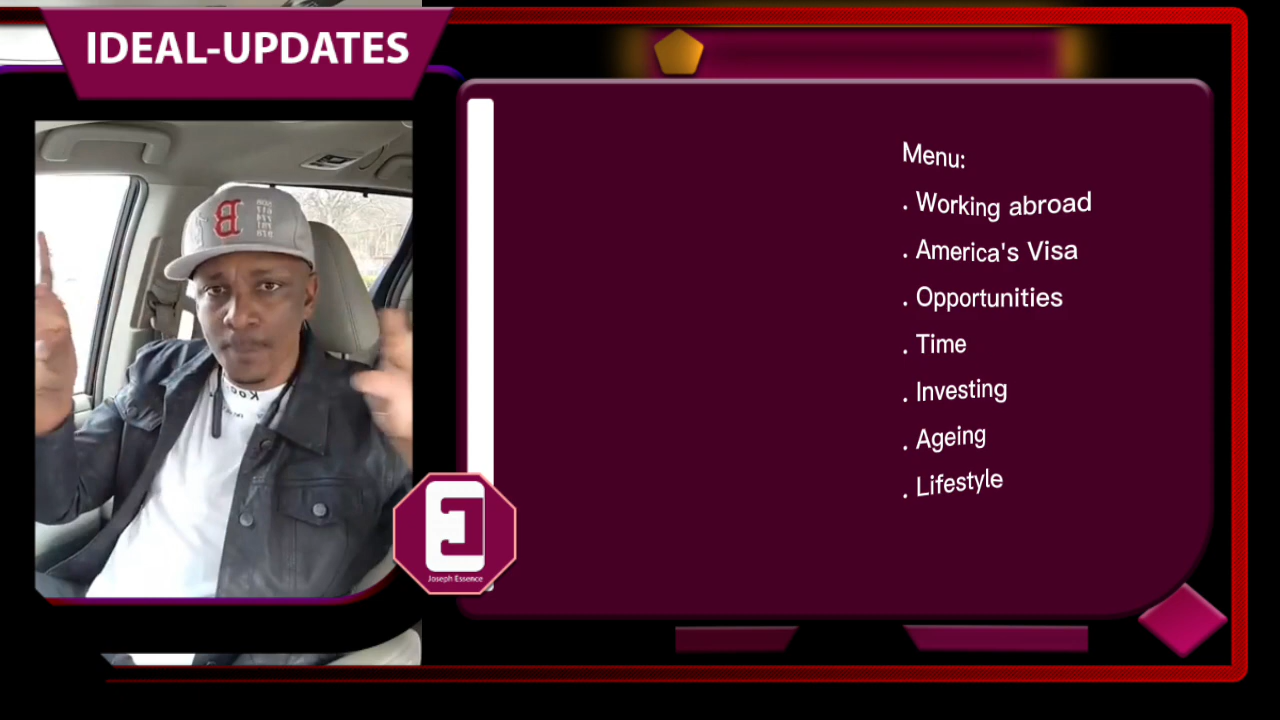 IDEAL-UPDATES
B
Menu:
. Working abroad
. America's Visa
. Opportunities
. Time
. Investing
. Ageing
. Lifestyle
Joseph Essence